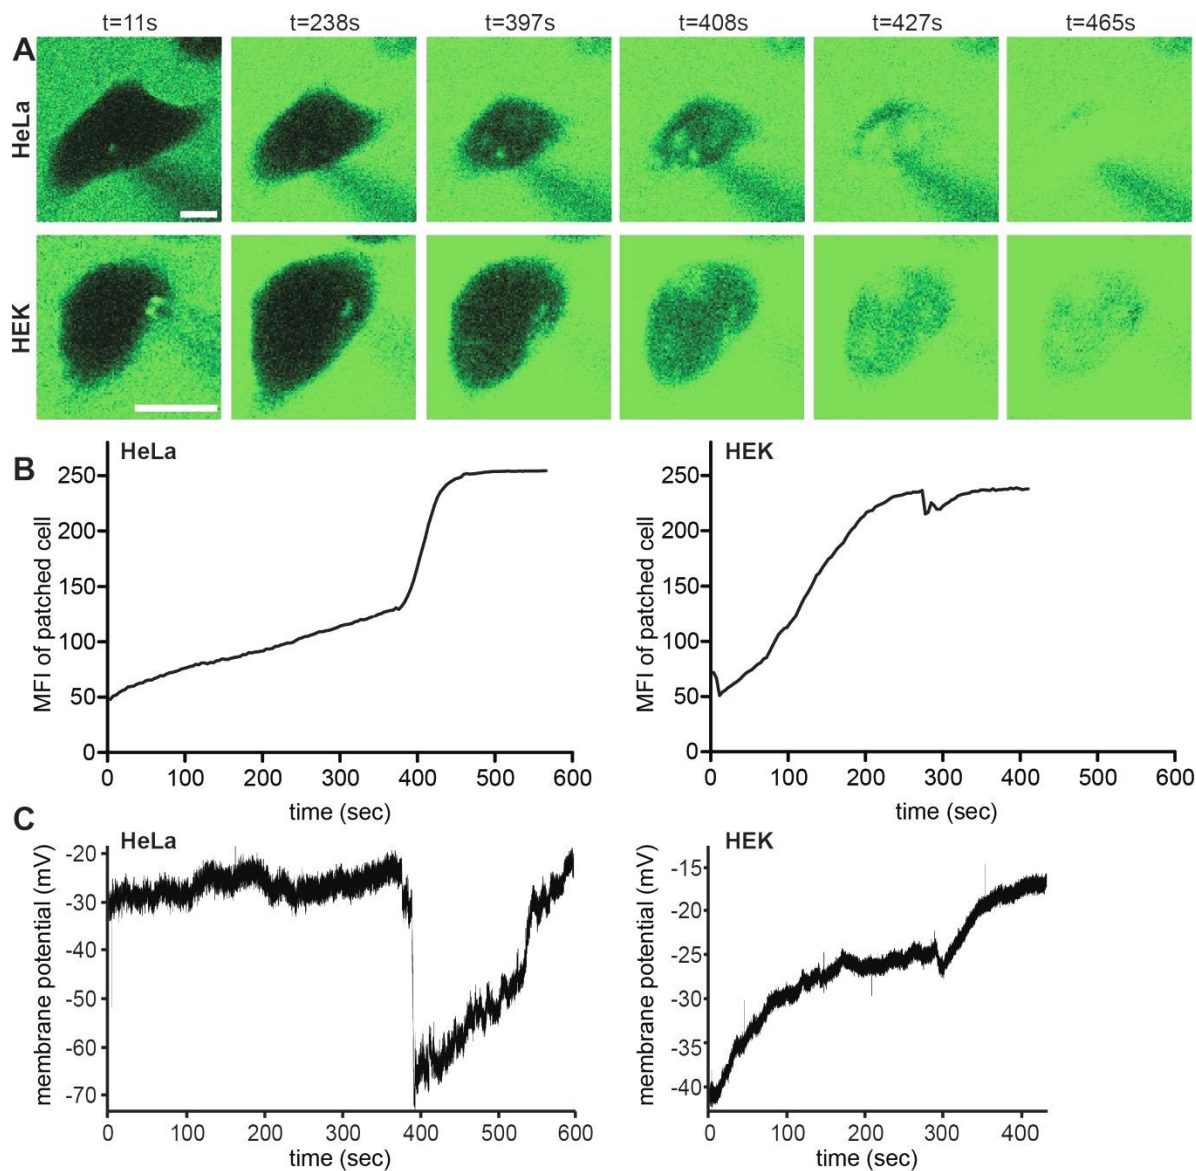 t=11s t=238s t=397s t=408s t=427s t=465s
A
HeLa
HEK
B
HeLa
MFI of patched cell
250
200
150
100
50
0
0 100 200 300 400 500 600
time (sec)
HEK
MFI of patched cell
250
200
150
100
50
0
0 100 200 300 400 500 600
time (sec)
C
HeLa
membrane potential (mV)
-20
-30
-40
-50
-60
-70
0 100 200 300 400 500 600
time (sec)
HEK
membrane potential (mV)
-15
-20
-25
-30
-35
-40
0 100 200 300 400
time (sec)